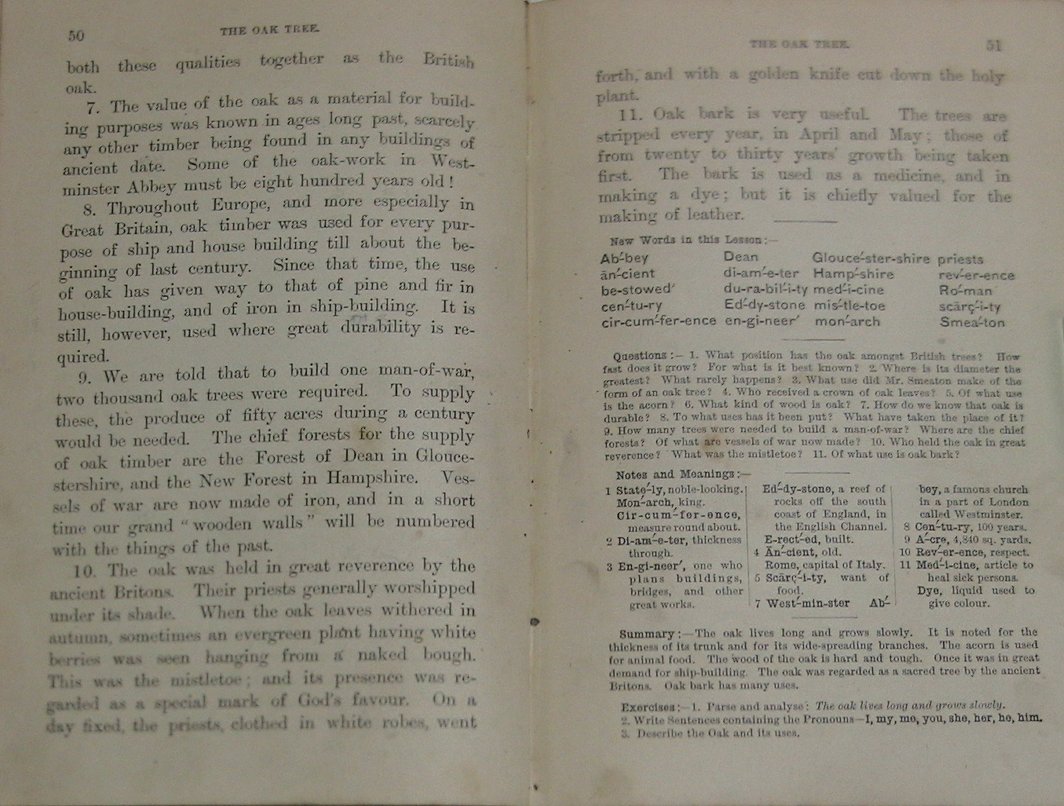 50
THE OAK TREE.
both these qualities together as the British
oak.
7. The value of the oak as a material for build-
ing purposes was known in ages long past, scarcely
any other timber being found in any buildings of
ancient date. Some of the oak-work in West-
minster Abbey must be eight hundred years old!
8. Throughout Europe, and more especially in
Great Britain, oak timber was used for every pur-
pose of ship and house building till about the be-
ginning of last century. Since that time, the use
of oak has given way to that of pine and fir in
house-building, and of iron in ship-building. It is
still, however, used where great durability is re-
quired.
9. We are told that to build one man-of-war,
two thousand oak trees were required. To supply
these, the produce of fifty acres during a century
would be needed. The chief forests for the supply
of oak timber are the Forest of Dean in Glouce-
stershire, and the New Forest in Hampshire. Ves-
sels of war are now made of iron, and in a short
time our grand "wooden walls" will be numbered
with the things of the past.
10. The oak was held in great reverence by the
ancient Britons. Their priests generally worshipped
under its shade. When the oak leaves withered in
autumn, sometimes an evergreen plant having white
berries was seen hanging from a naked bough.
This was the mistletoe; and its presence was re-
garded as a special mark of God's favour. On a
day fixed, the priests, clothed in white robes, went
THE OAK TREE.
51
forth, and with a golden knife cut down the holy
plant.
11. Oak bark is very useful. The trees are
stripped every year, in April and May; those of
from twenty to thirty years' growth being taken
first. The bark is used as a medicine, and in
making a dye; but it is chiefly valued for the
making of leather.
New Words in this Lesson:—
Ab-bey Dean Glouce-ster-shire priests
ān-cient di-am-e-ter Hamp-shire rev-er-ence
be-stowed' du-ra-bil-i-ty med-i-cine Ro-man
cen-tu-ry Ed-dy-stone mis-tle-toe scārç-i-ty
cir-cum-fer-ence en-gi-neer' mon-arch Smea-ton
Questions:— 1. What position has the oak amongst British trees? How
fast does it grow? For what is it best known? 2. Where is its diameter the
greatest? What rarely happens? 3. What use did Mr. Smeaton make of the
form of an oak tree? 4. Who received a crown of oak leaves? 5. Of what use
is the acorn? 6. What kind of wood is oak? 7. How do we know that oak is
durable? 8. To what uses has it been put? What have taken the place of it?
9. How many trees were needed to build a man-of-war? Where are the chief
forests? Of what are vessels of war now made? 10. Who held the oak in great
reverence? What was the mistletoe? 11. Of what use is oak bark?
Notes and Meanings:—
1 State-ly, noble-looking.
Mon-arch, king.
Cir-cum-fer-ence,
measure round about.
2 Di-am-e-ter, thickness
through.
3 En-gi-neer', one who
plans buildings,
bridges, and other
great works.
Ed-dy-stone, a reef of
rocks off the south
coast of England, in
the English Channel.
E-rect-ed, built.
4 Än-cient, old.
Rome, capital of Italy.
5 Scârç-i-ty, want of
food.
7 West-min-ster Ab-
bey, a famous church
in a part of London
called Westminster.
8 Cen-tu-ry, 100 years.
9 A-cre, 4,840 sq. yards.
10 Rev-er-ence, respect.
11 Med-i-cine, article to
heal sick persons.
Dye, liquid used to
give colour.
Summary:—The oak lives long and grows slowly. It is noted for the
thickness of its trunk and for its wide-spreading branches. The acorn is used
for animal food. The wood of the oak is hard and tough. Once it was in great
demand for ship-building. The oak was regarded as a sacred tree by the ancient
Britons. Oak bark has many uses.
Exercises:—1. Parse and analyse: The oak lives long and grows slowly.
2. Write Sentences containing the Pronouns—I, my, me, you, she, her, he, him.
3. Describe the Oak and its uses.